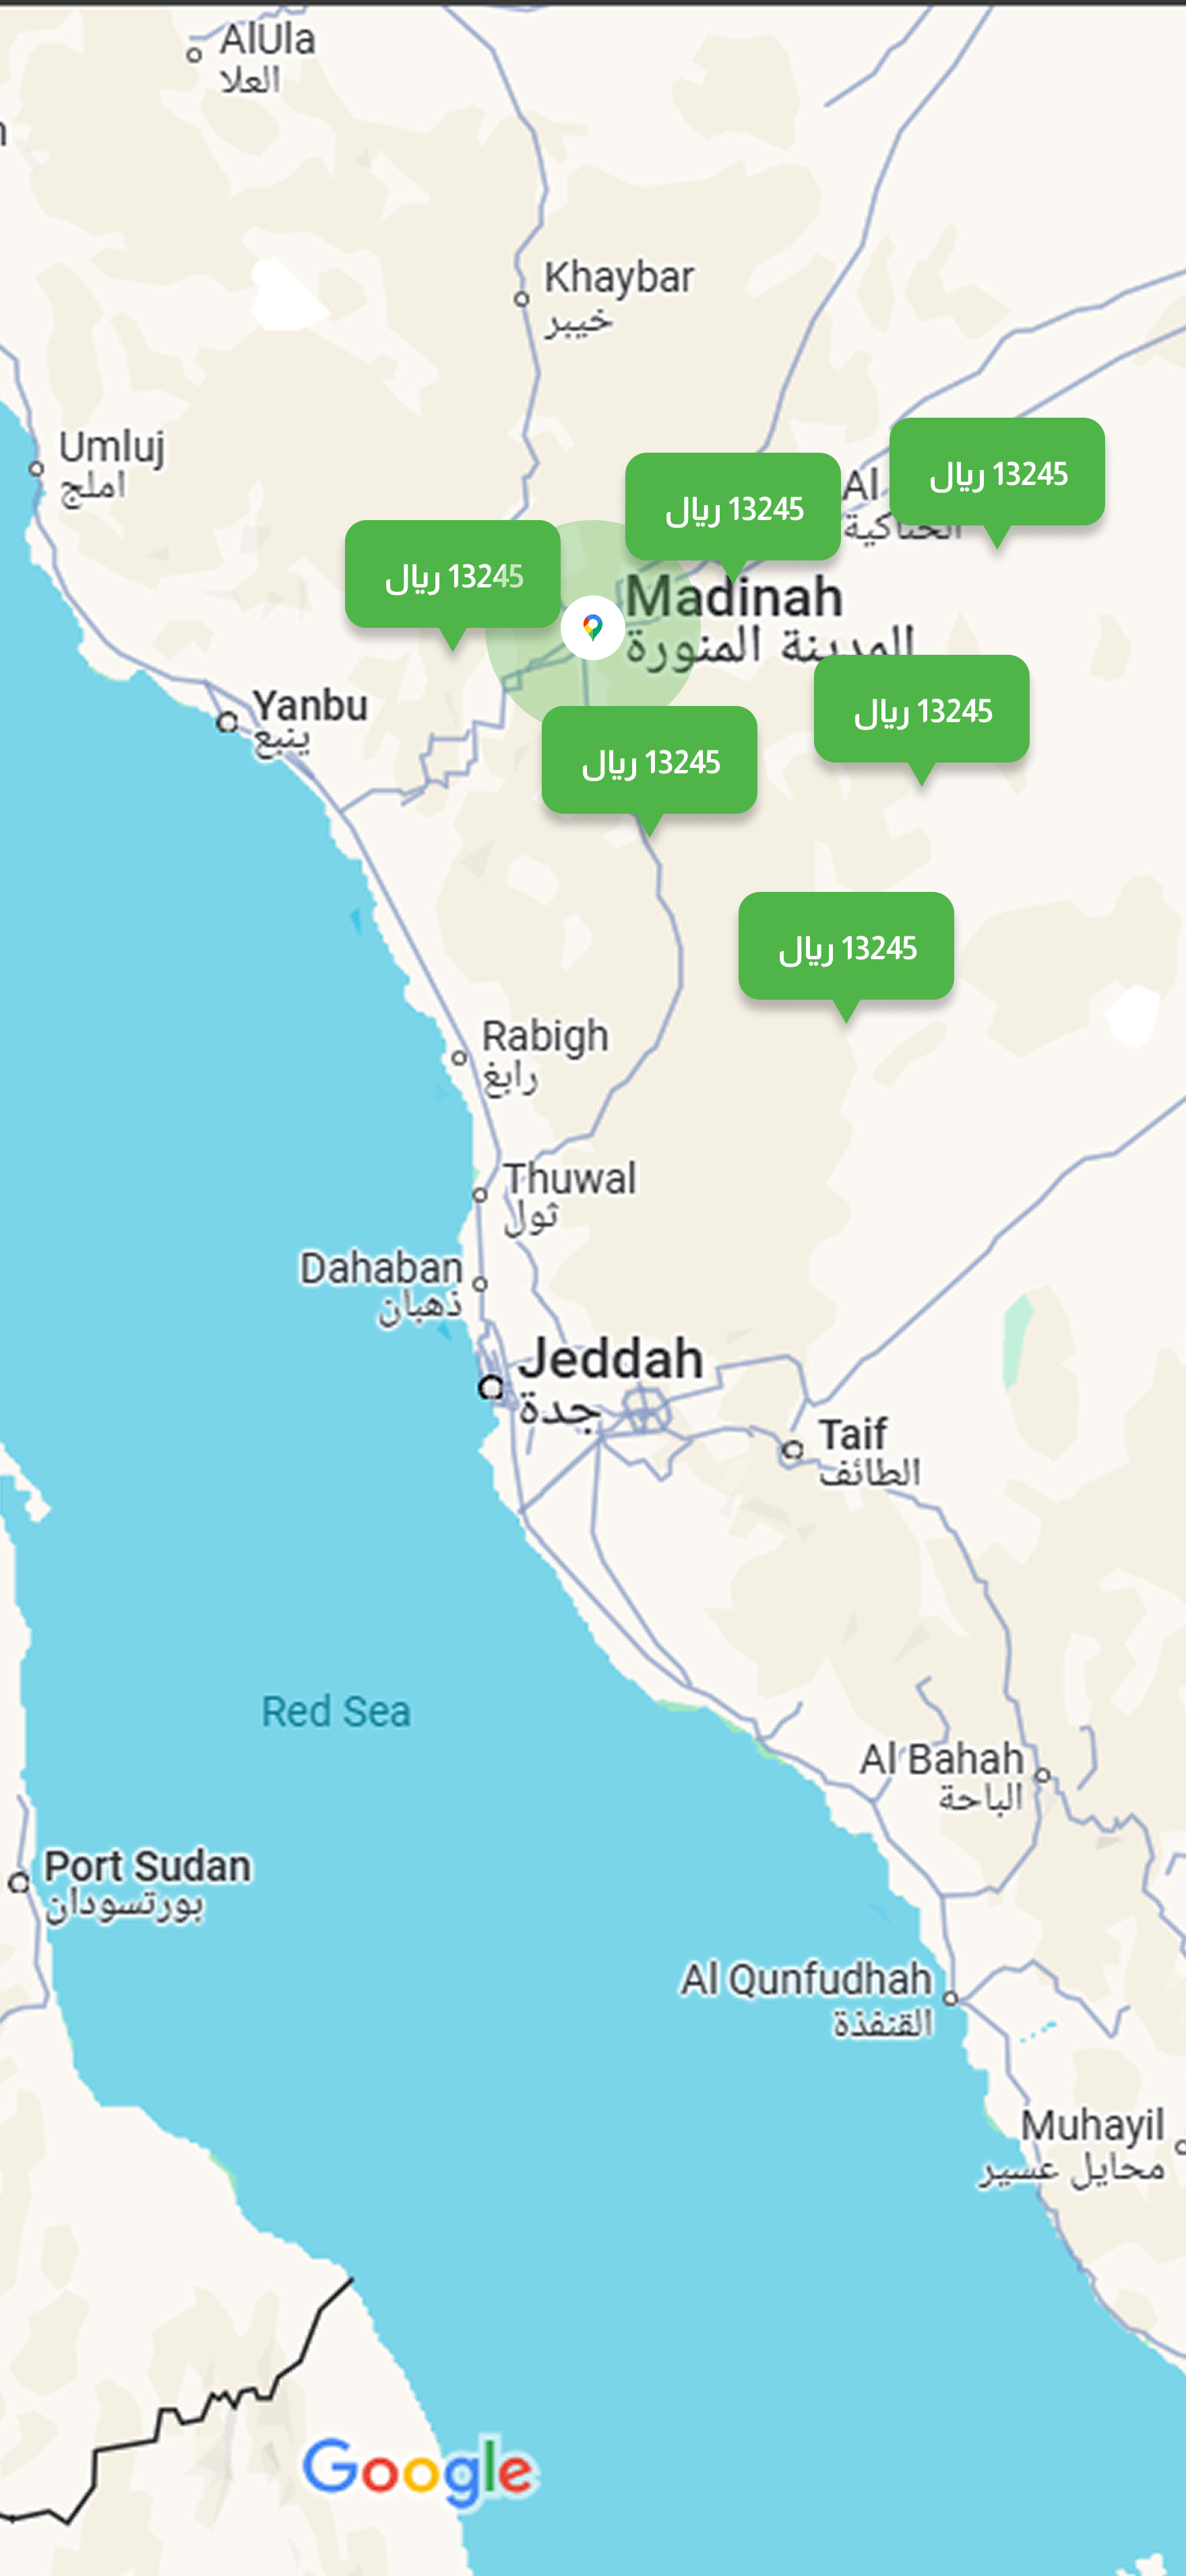 AlUla
العلا
Khaybar
خيبر
Umluj
املج
13245 ريال
13245 ريال
Al
الحناكية
13245 ريال
Madinah
المدينة المنورة
13245 ريال
Yanbu
ينبع
13245 ريال
13245 ريال
Rabigh
رابغ
Thuwal
ثول
Dahaban
ذهبان
Jeddah
جدة
Taif
الطائف
Red Sea
Al Bahah
الباحة
Port Sudan
بورتسودان
Al Qunfudhah
القنفذة
Muhayil
محايل عسير
Google